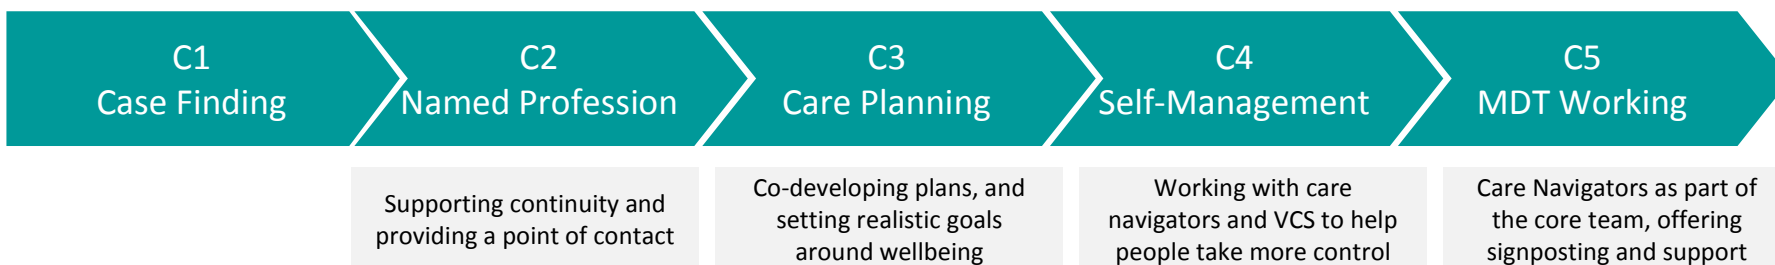 C1
Case Finding
C2
Named Profession
C3
Care Planning
C4
Self-Management
C5
MDT Working
Supporting continuity and
providing a point of contact
Co-developing plans, and
setting realistic goals
around wellbeing
Working with care
navigators and VCS to help
people take more control
Care Navigators as part of
the core team, offering
signposting and support